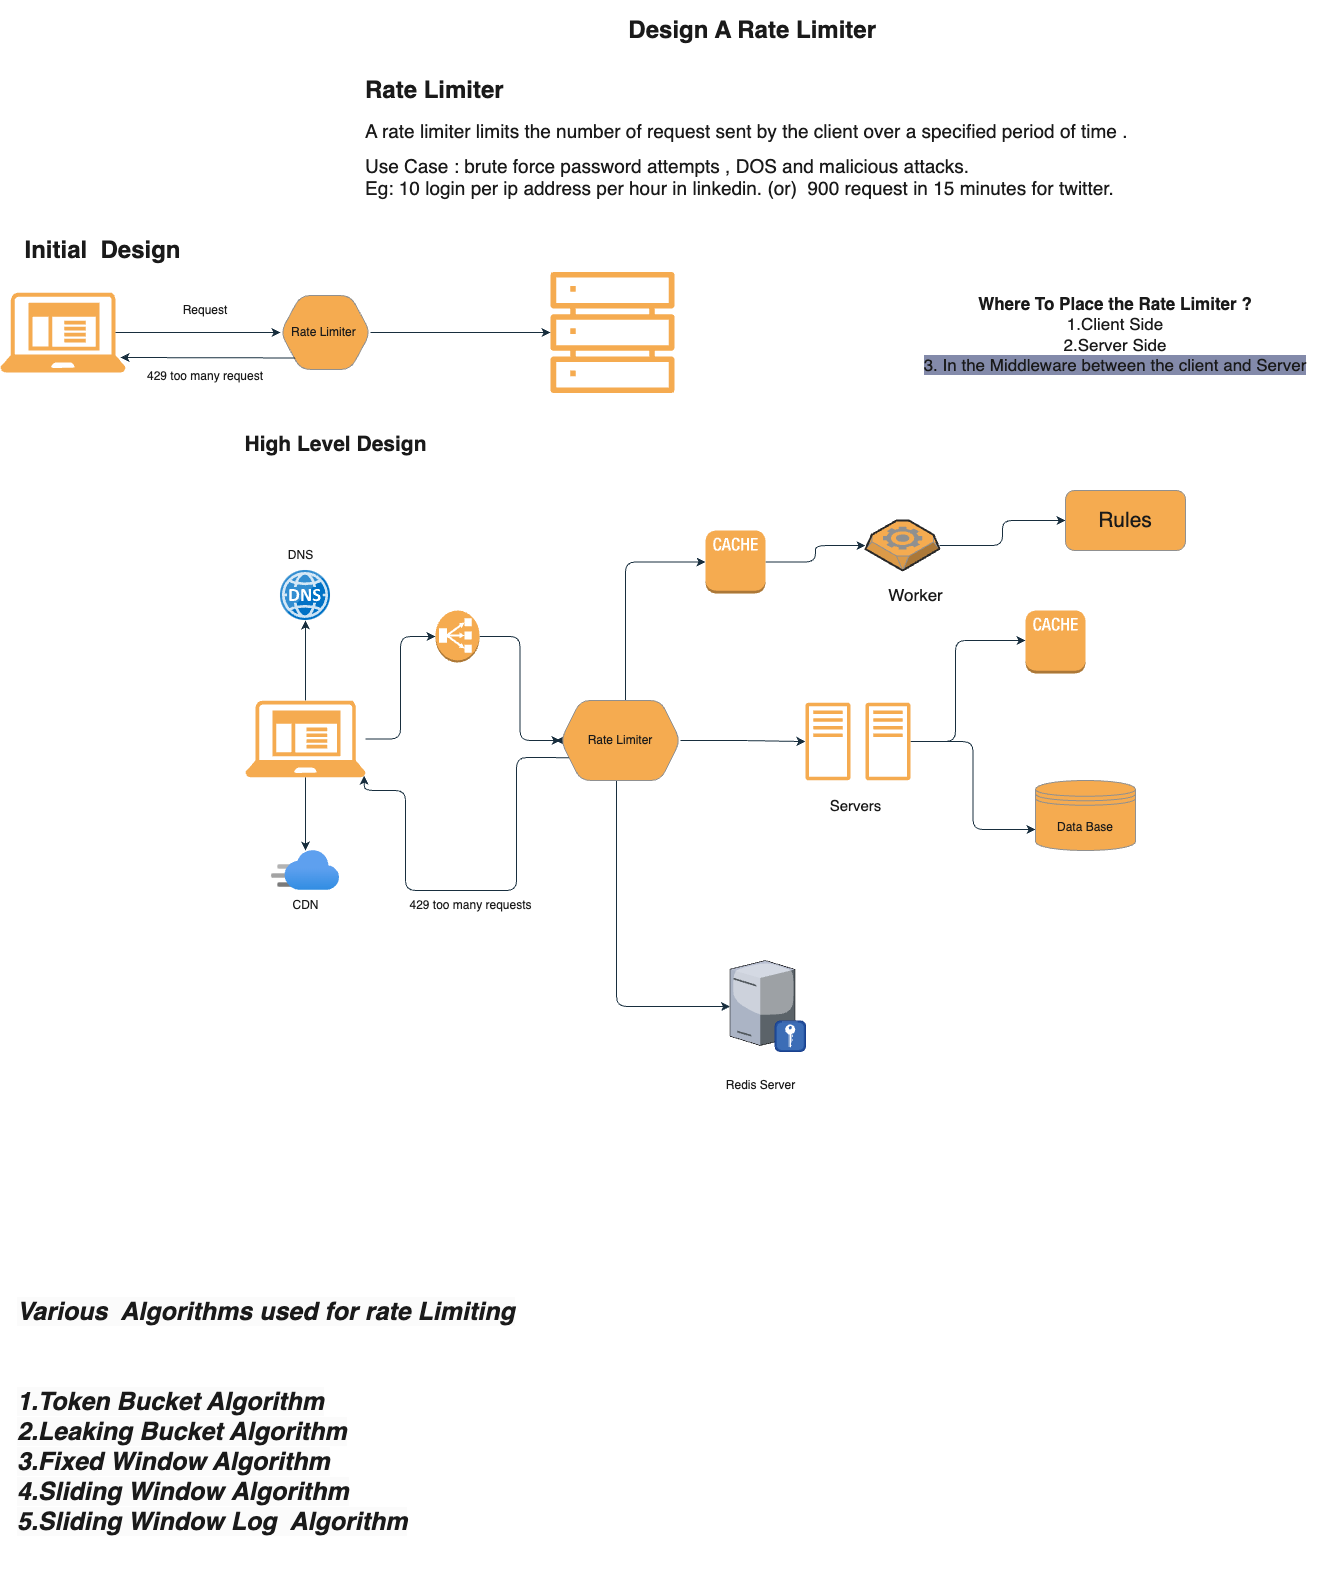 Design A Rate Limiter
Rate Limiter
A rate limiter limits the number of request sent by the client over a specified period of time .
Use Case : brute force password attempts , DOS and malicious attacks.
Eg: 10 login per ip address per hour in linkedin. (or)  900 request in 15 minutes for twitter.
Initial  Design
Request
Rate Limiter
429 too many request
Where To Place the Rate Limiter ?
1.Client Side
2.Server Side
3. In the Middleware between the client and Server
High Level Design
Rules
CACHE
Worker
DNS
DNS
CACHE
Rate Limiter
Servers
Data Base
CDN
429 too many requests
Redis Server
Various  Algorithms used for rate Limiting
1.Token Bucket Algorithm
2.Leaking Bucket Algorithm
3.Fixed Window Algorithm
4.Sliding Window Algorithm
5.Sliding Window Log  Algorithm